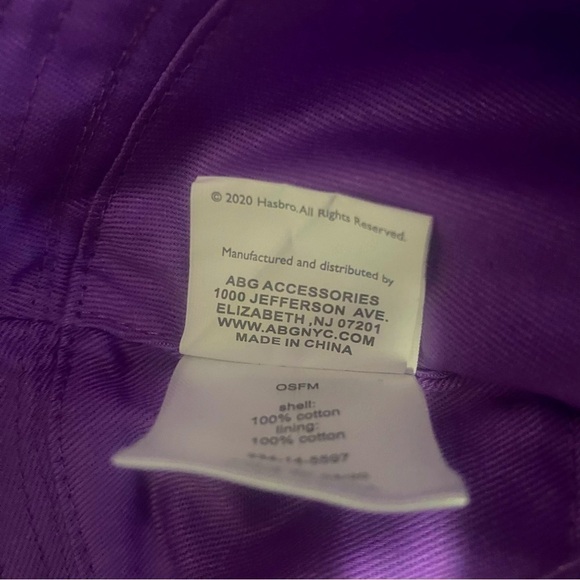 © 2020 Hasbro. All Rights Reserved.
Manufactured and distributed by
ABG ACCESSORIES
1000 JEFFERSON AVE.
ELIZABETH ,NJ 07201
WWW.ABGNYC.COM
MADE IN CHINA
OSFM
shell:
100% cotton
lining:
100% cotton